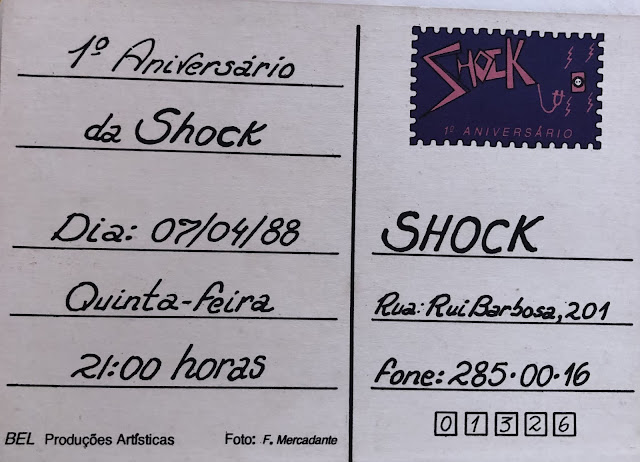 1º Aniversário
da Shock
Dia: 07/04/88
Quinta-feira
21:00 horas
BEL Produções Artísticas Foto: F. Mercadante
SHOCK
1º ANIVERSÁRIO
SHOCK
Rua: Rui Barbosa, 201
fone: 285.00.16
01326